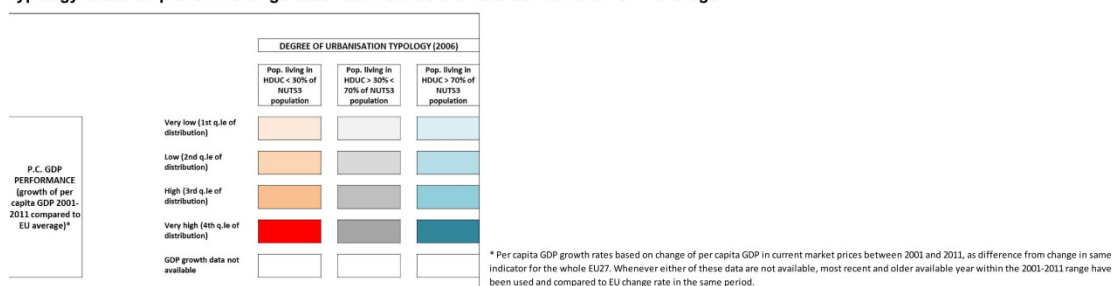 DEGREE OF URBANISATION TYPOLOGY (2006)
Pop. living in
HDUC < 30% of
NUTS3
population
Pop. living in
HDUC > 30% <
70% of NUTS3
population
Pop. living in
HDUC > 70% of
NUTS3
population
P.C. GDP
PERFORMANCE
(growth of per
capita GDP 2001-
2011 compared to
EU average)*
Very low (1st q.le of
distribution)
Low (2nd q.le of
distribution)
High (3rd q.le of
distribution)
Very high (4th q.le of
distribution)
GDP growth data not
available
* Per capita GDP growth rates based on change of per capita GDP in current market prices between 2001 and 2011, as difference from change in same
indicator for the whole EU27. Whenever either of these data are not available, most recent and older available year within the 2001-2011 range have
been used and compared to EU change rate in the same period.